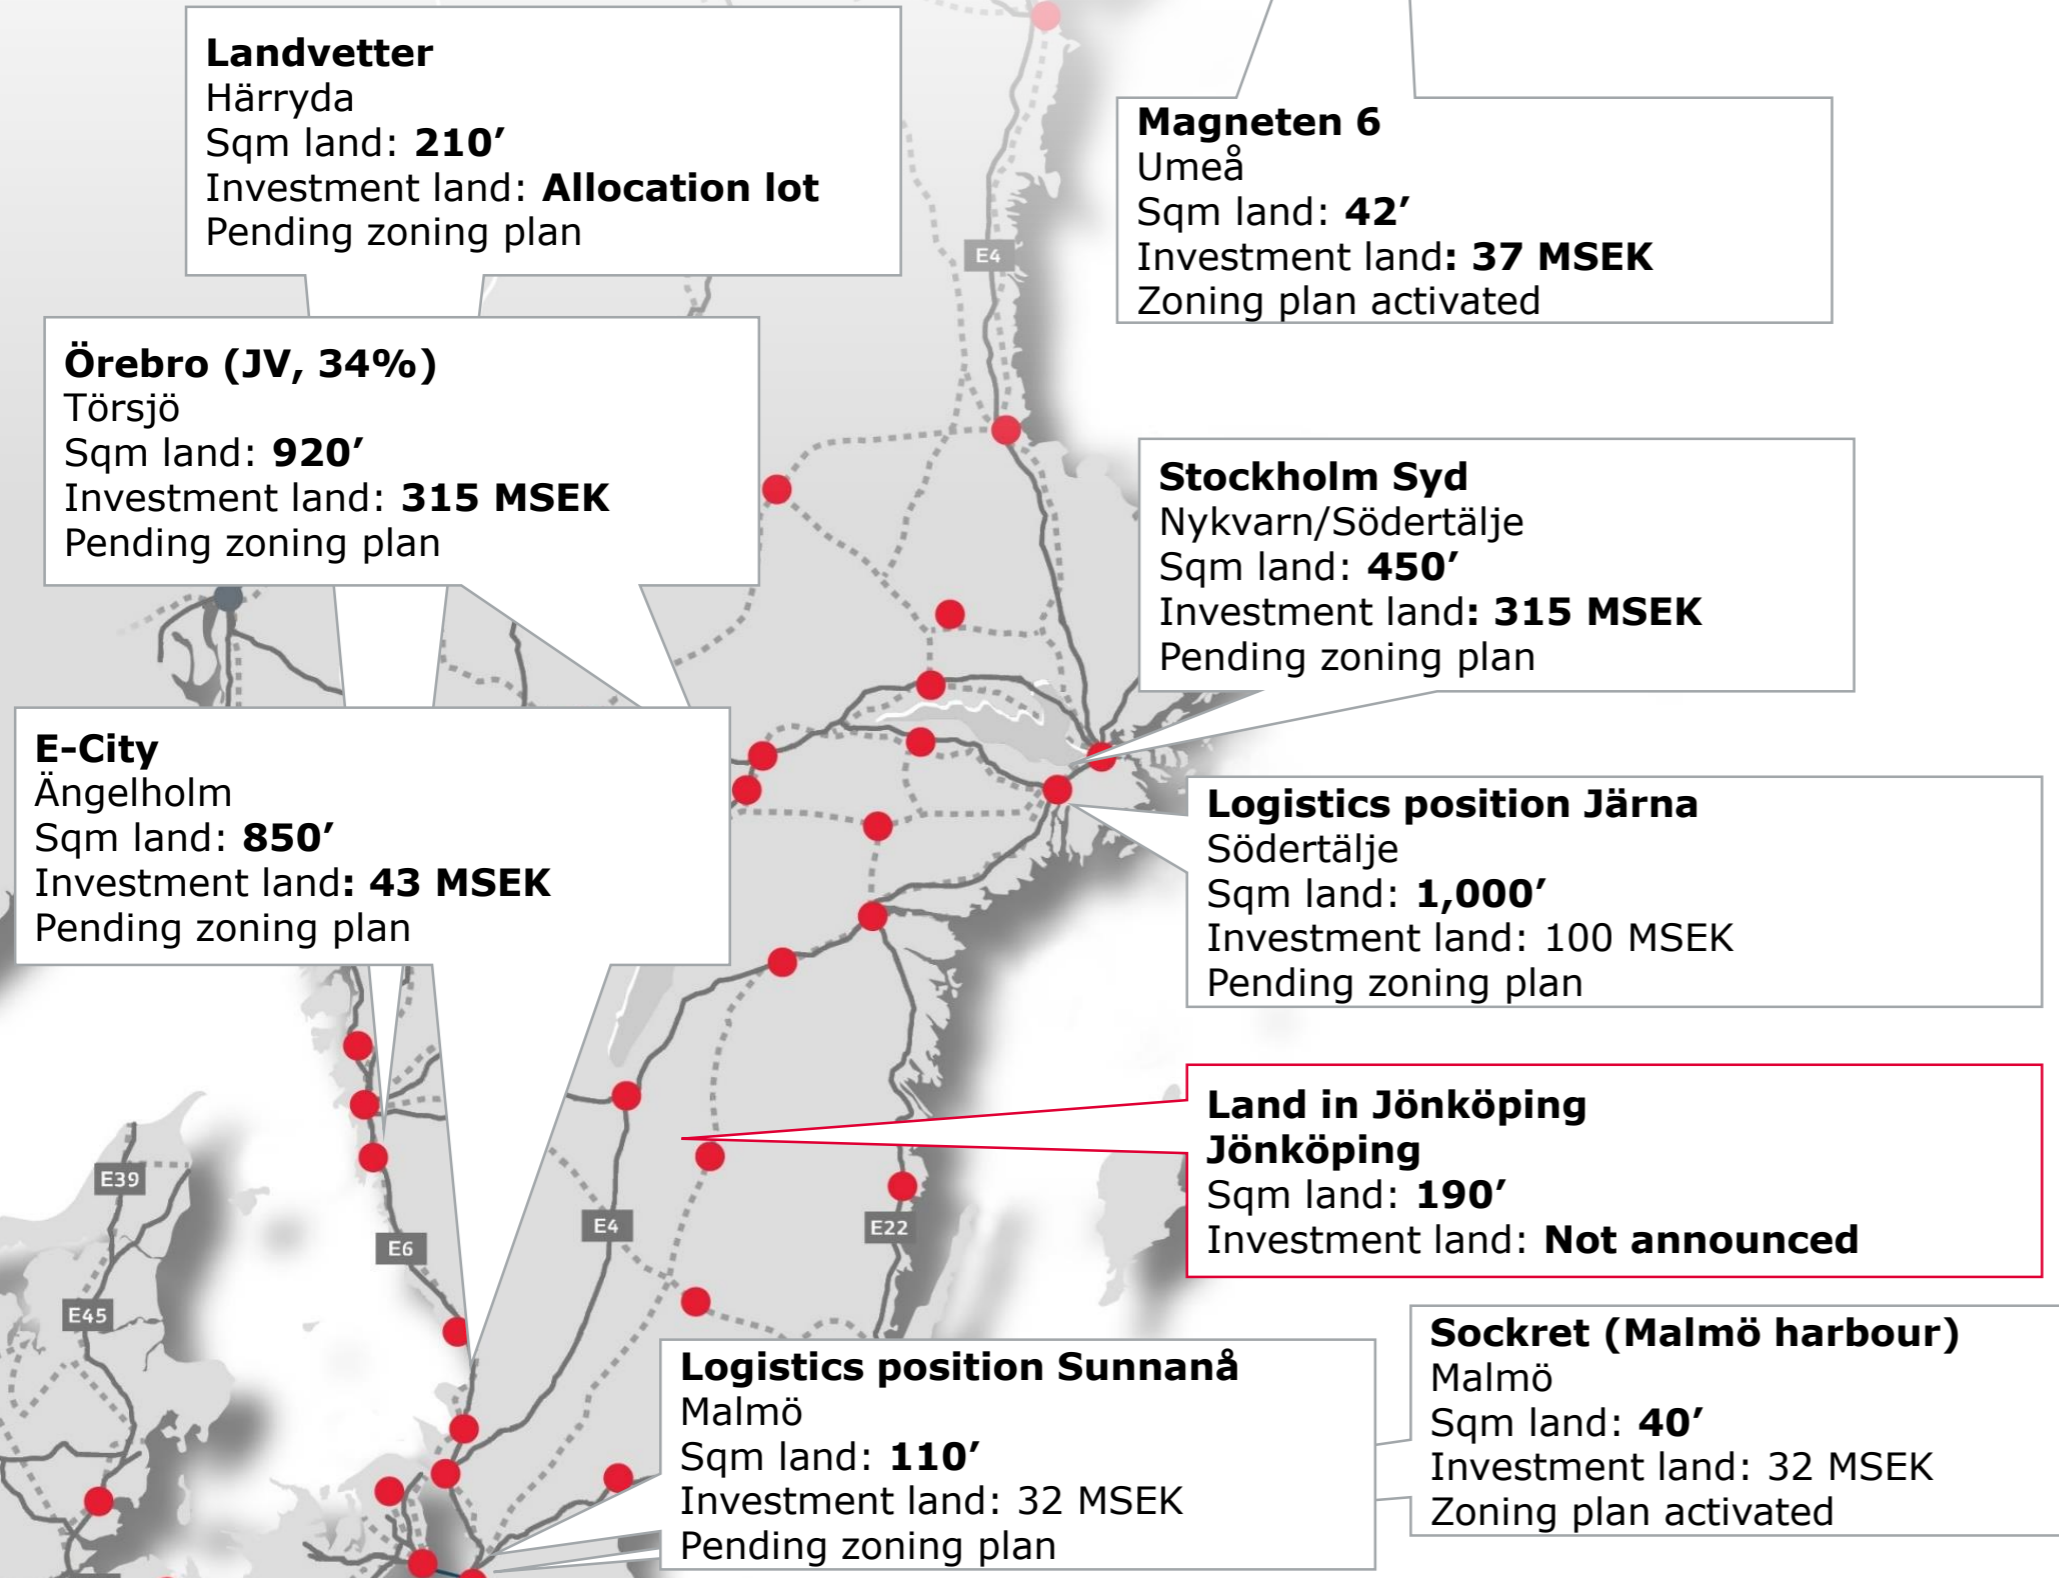 Landvetter
Härryda
Sqm land: 210’
Investment land: Allocation lot
Pending zoning plan
Magneten 6
Umeå
Sqm land: 42’
Investment land: 37 MSEK
Zoning plan activated
E4
Örebro (JV, 34%)
Törsjö
Sqm land: 920’
Investment land: 315 MSEK
Pending zoning plan
Stockholm Syd
Nykvarn/Södertälje
Sqm land: 450’
Investment land: 315 MSEK
Pending zoning plan
E-City
Ängelholm
Sqm land: 850’
Investment land: 43 MSEK
Pending zoning plan
Logistics position Järna
Södertälje
Sqm land: 1,000’
Investment land: 100 MSEK
Pending zoning plan
Land in Jönköping
Jönköping
Sqm land: 190’
Investment land: Not announced
E39
E6
E4
E22
E45
Logistics position Sunnanå
Malmö
Sqm land: 110’
Investment land: 32 MSEK
Pending zoning plan
Sockret (Malmö harbour)
Malmö
Sqm land: 40’
Investment land: 32 MSEK
Zoning plan activated